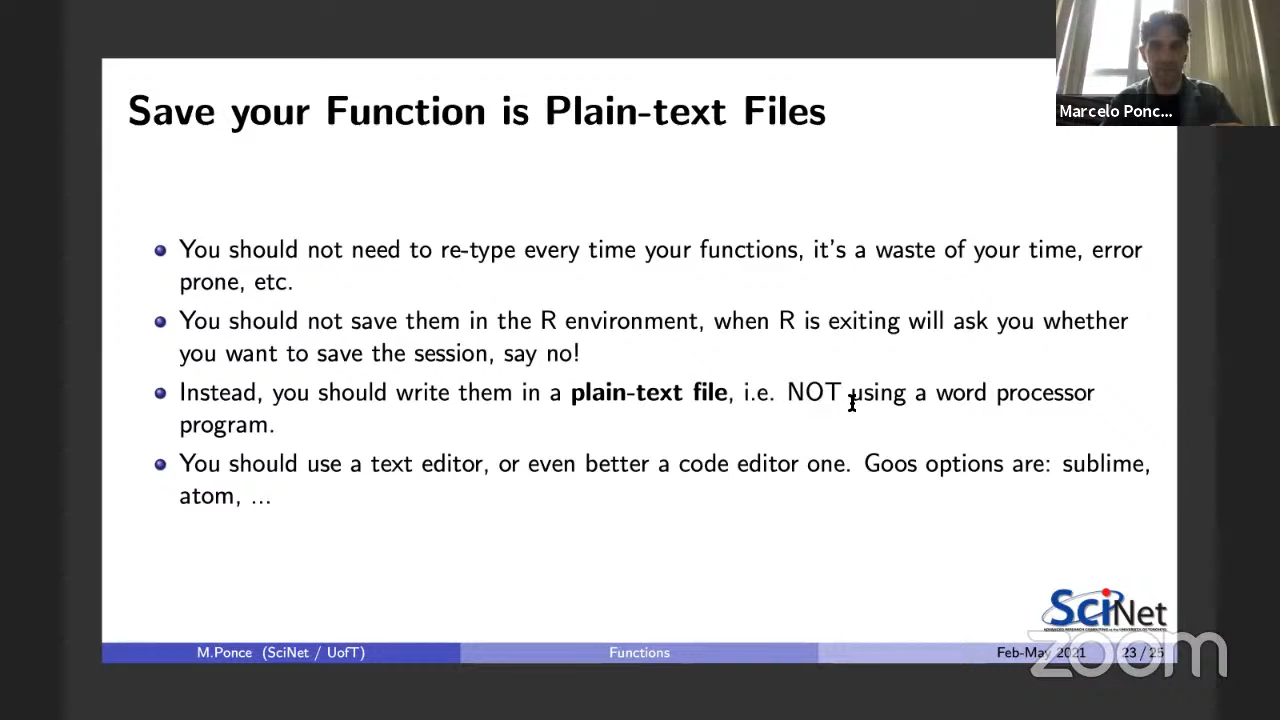 Marcelo Ponc...
Save your Function is Plain-text Files
You should not need to re-type every time your functions, it's a waste of your time, error
prone, etc.
You should not save them in the R environment, when R is exiting will ask you whether
you want to save the session, say no!
Instead, you should write them in a plain-text file, i.e. NOT using a word processor
program.
You should use a text editor, or even better a code editor one. Goos options are: sublime,
atom, ...
SciNet
M.Ponce (SciNet / UofT)
Functions
Feb-May 2021
23 / 25
zoom